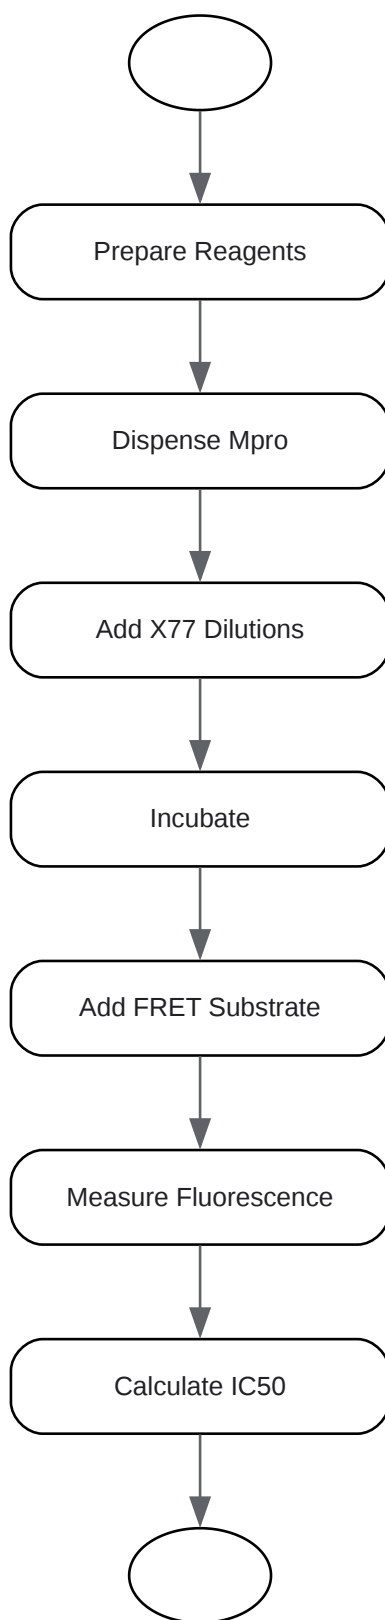 Prepare Reagents
Dispense Mpro
Add X77 Dilutions
Incubate
Add FRET Substrate
Measure Fluorescence
Calculate IC50